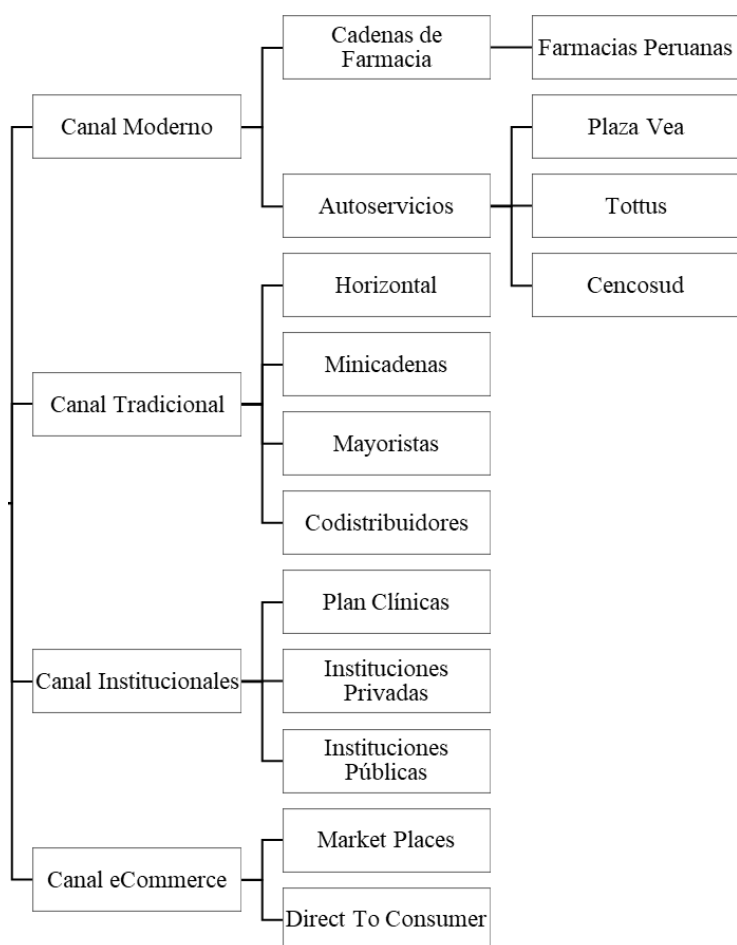 Cadenas de
Farmacia
Farmacias Peruanas
Canal Moderno
Plaza Vea
Autoservicios
Tottus
Cencosud
Horizontal
Minicadenas
Canal Tradicional
Mayoristas
Codistribuidores
Plan Clínicas
Canal Institucionales
Instituciones
Privadas
Instituciones
Públicas
Market Places
Canal eCommerce
Direct To Consumer